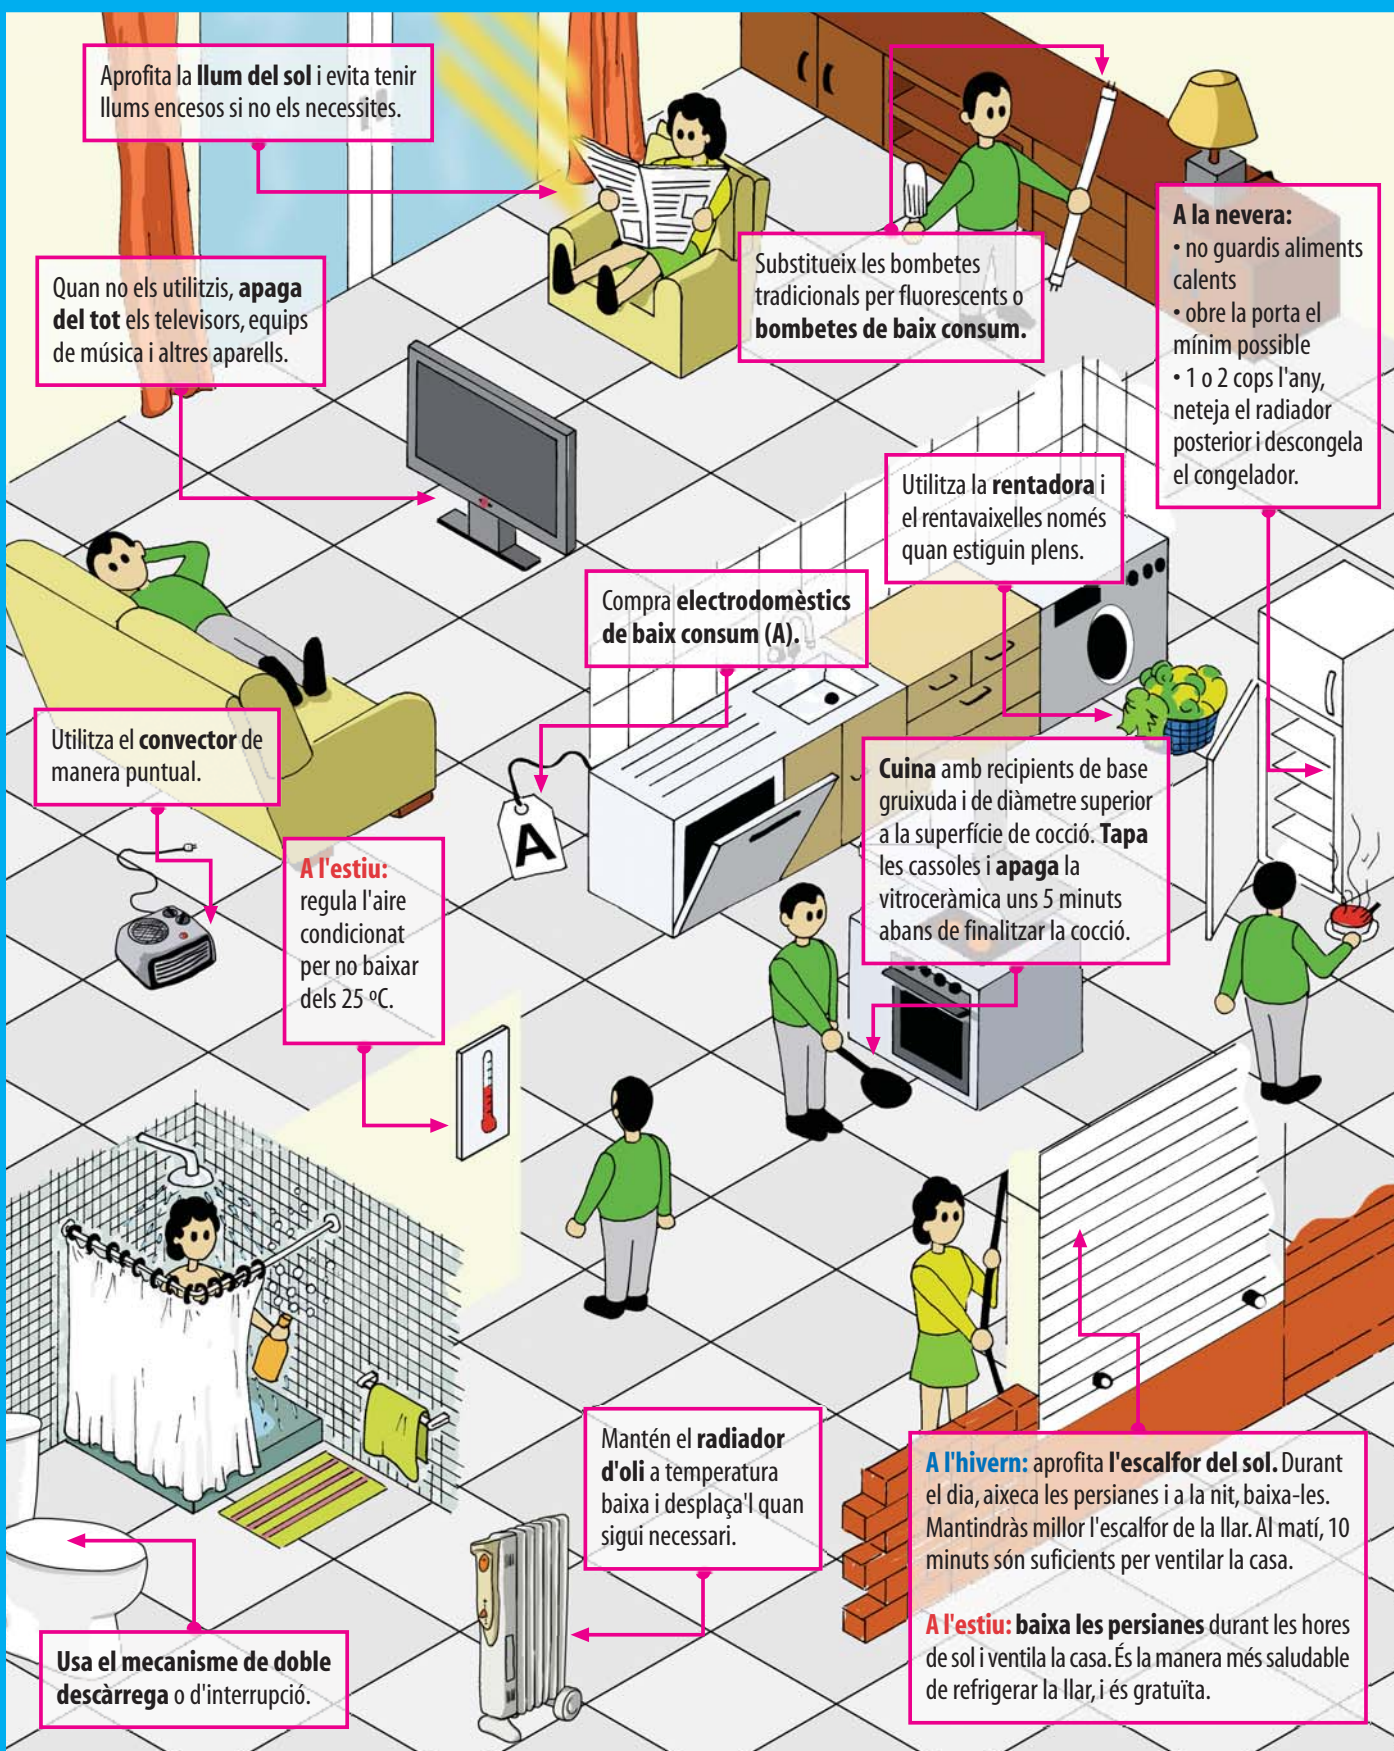 Aprofita la llum del sol i evita tenir
llums encesos si no els necessites.
Quan no els utilitzis, apaga
del tot els televisors, equips
de música i altres aparells.
Substitueix les bombetes
tradicionals per fluorescents o
bombetes de baix consum.
A la nevera:
• no guardis aliments
calents
• obre la porta el
mínim possible
• 1 o 2 cops l'any,
neteja el radiador
posterior i descongela
el congelador.
Utilitza la rentadora i
el rentavaixelles només
quan estiguin plens.
Compra electrodomèstics
de baix consum (A).
A
Utilitza el convector de
manera puntual.
Cuina amb recipients de base
gruixuda i de diàmetre superior
a la superfície de cocció. Tapa
les cassoles i apaga la
vitroceràmica uns 5 minuts
abans de finalitzar la cocció.
A l'estiu:
regula l'aire
condicionat
per no baixar
dels 25 ºC.
Mantén el radiador
d'oli a temperatura
baixa i desplaça'l quan
sigui necessari.
A l'hivern: aprofita l'escalfor del sol. Durant
el dia, aixeca les persianes i a la nit, baixa-les.
Mantindràs millor l'escalfor de la llar. Al matí, 10
minuts són suficients per ventilar la casa.
A l'estiu: baixa les persianes durant les hores
de sol i ventila la casa. És la manera més saludable
de refrigerar la llar, i és gratuïta.
Usa el mecanisme de doble
descàrrega o d'interrupció.